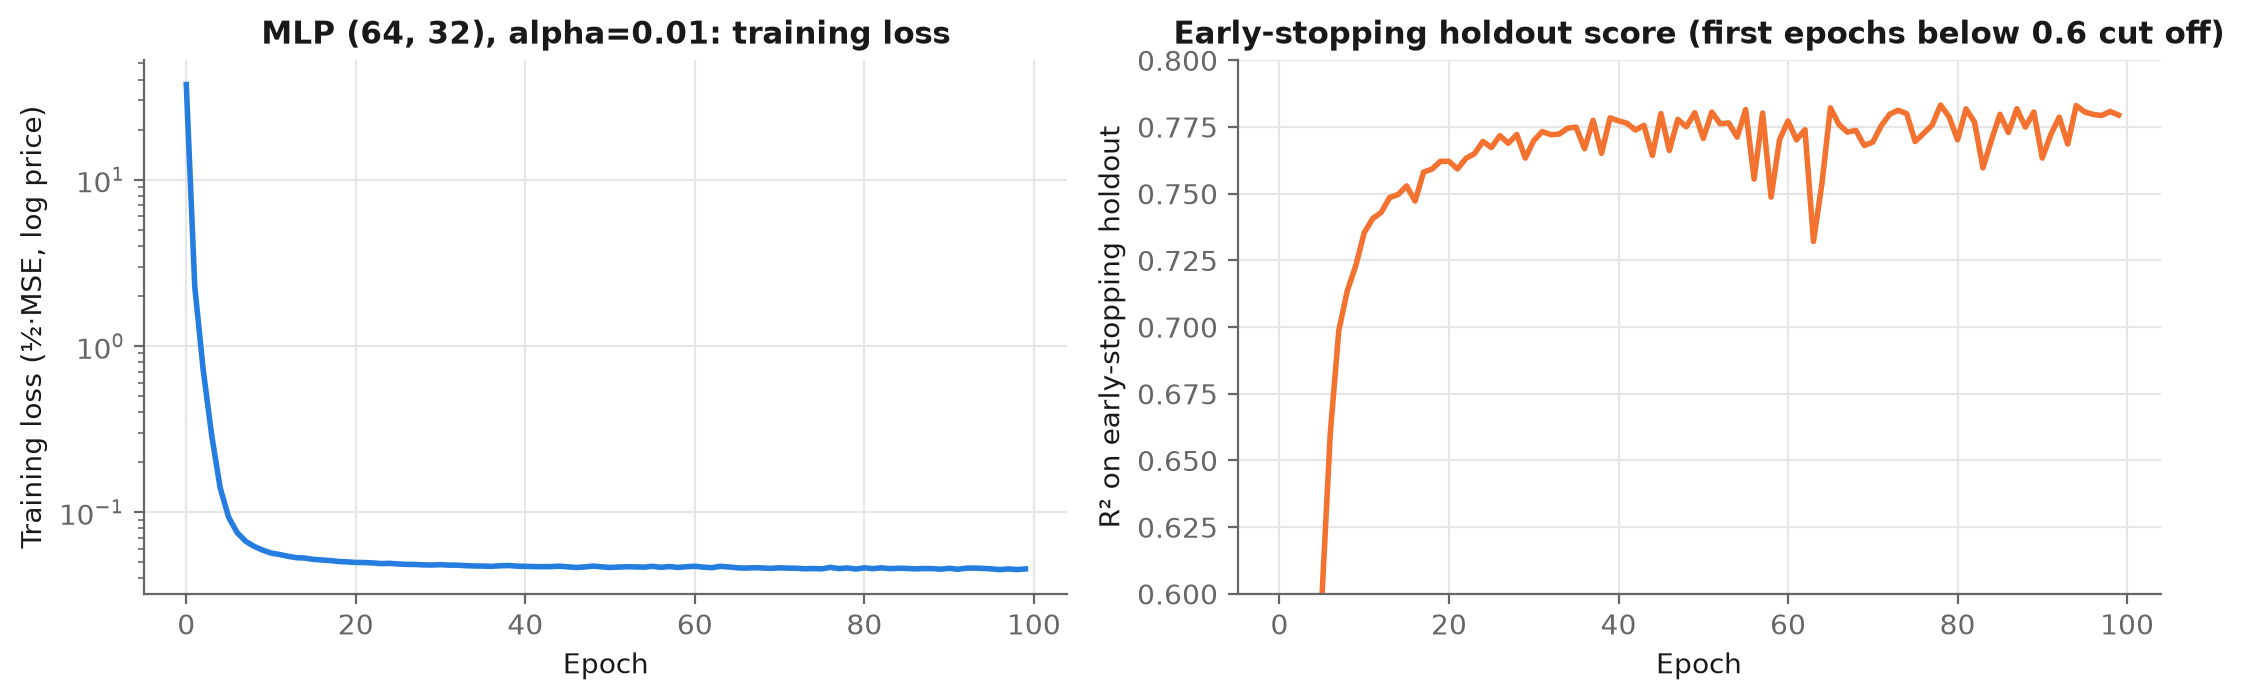 MLP (64, 32), alpha=0.01: training loss
Training loss (½·MSE, log price)
10¹
10⁰
10⁻¹
0 20 40 60 80 100
Epoch
Early-stopping holdout score (first epochs below 0.6 cut off)
R² on early-stopping holdout
0.800
0.775
0.750
0.725
0.700
0.675
0.650
0.625
0.600
0 20 40 60 80 100
Epoch